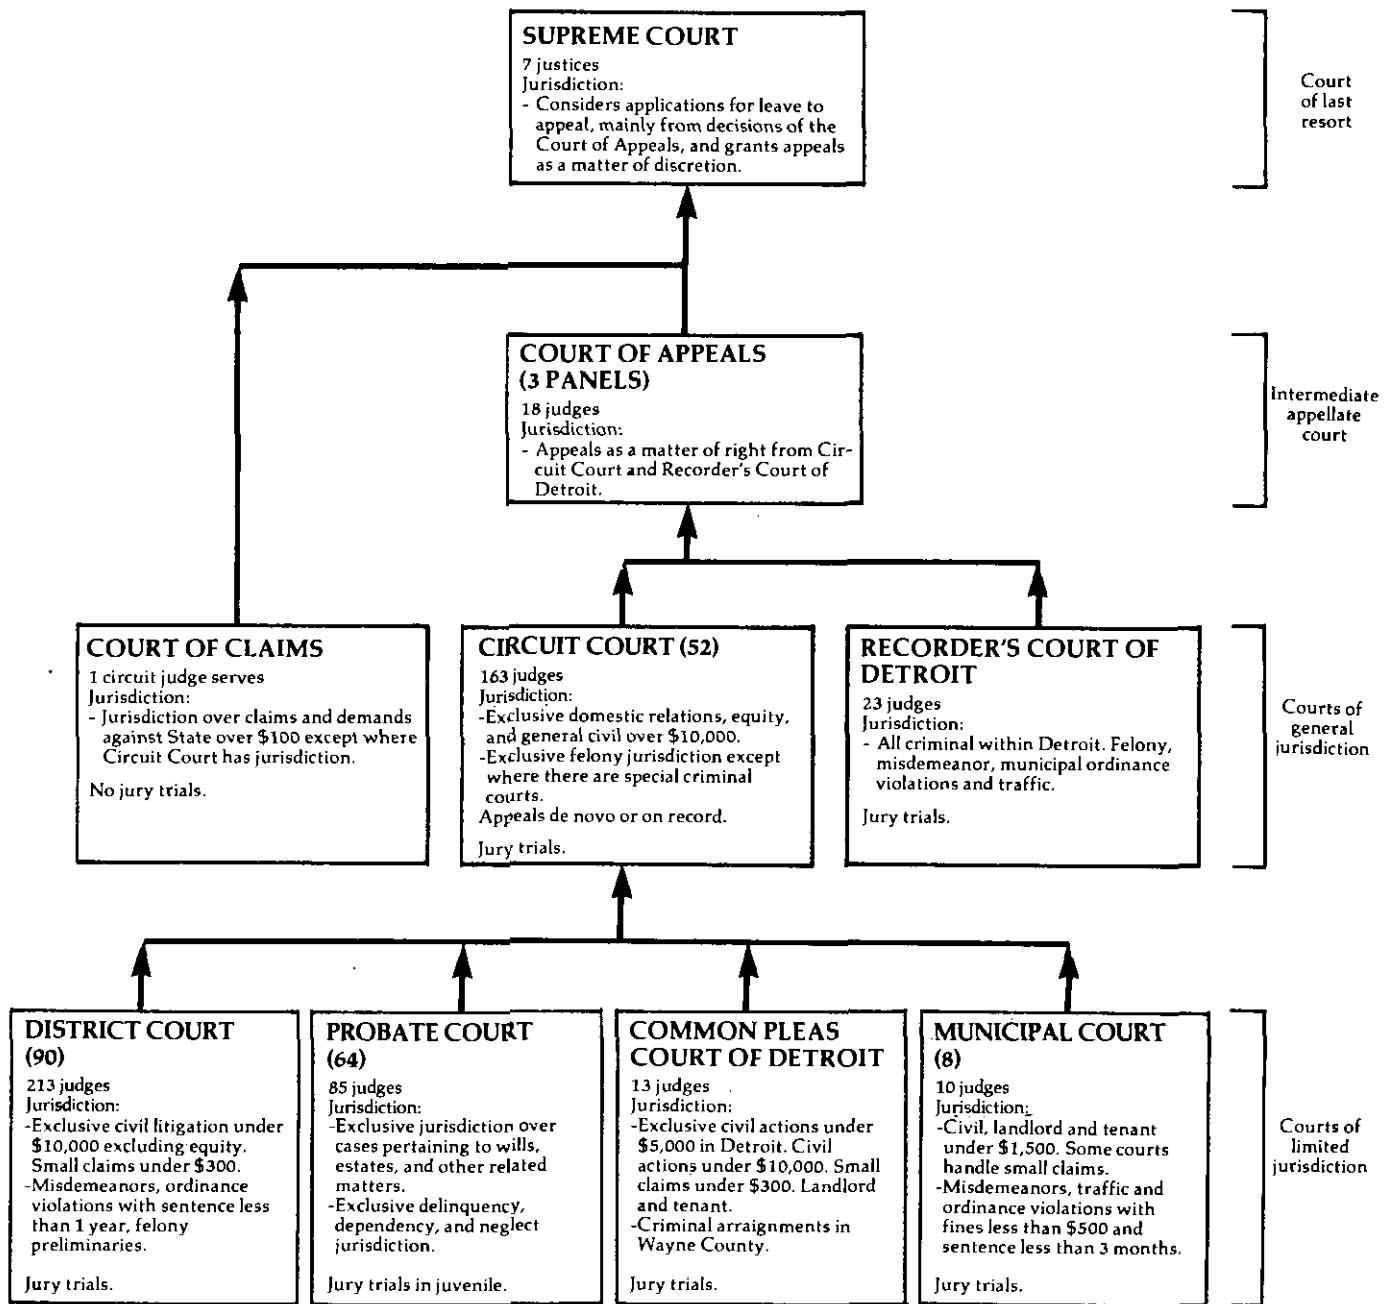 SUPREME COURT
7 justices
Jurisdiction:
- Considers applications for leave to
appeal, mainly from decisions of the
Court of Appeals, and grants appeals
as a matter of discretion.
Court
of last
resort
COURT OF APPEALS
(3 PANELS)
18 judges
Jurisdiction:
- Appeals as a matter of right from Cir-
cuit Court and Recorder's Court of
Detroit.
Intermediate
appellate
court
COURT OF CLAIMS
1 circuit judge serves
Jurisdiction:
- Jurisdiction over claims and demands
against State over $100 except where
Circuit Court has jurisdiction.
No jury trials.
CIRCUIT COURT (52)
163 judges
Jurisdiction:
-Exclusive domestic relations, equity,
and general civil over $10,000.
-Exclusive felony jurisdiction except
where there are special criminal
courts.
Appeals de novo or on record.
Jury trials.
RECORDER'S COURT OF
DETROIT
23 judges
Jurisdiction:
- All criminal within Detroit. Felony,
misdemeanor, municipal ordinance
violations and traffic.
Jury trials.
Courts of
general
jurisdiction
DISTRICT COURT
(90)
213 judges
Jurisdiction:
-Exclusive civil litigation under
$10,000 excluding equity.
Small claims under $300.
-Misdemeanors, ordinance
violations with sentence less
than 1 year, felony
preliminaries.
Jury trials.
PROBATE COURT
(64)
85 judges
Jurisdiction:
-Exclusive jurisdiction over
cases pertaining to wills,
estates, and other related
matters.
-Exclusive delinquency,
dependency, and neglect
jurisdiction.
Jury trials in juvenile.
COMMON PLEAS
COURT OF DETROIT
13 judges
Jurisdiction:
-Exclusive civil actions under
$5,000 in Detroit. Civil
actions under $10,000. Small
claims under $300. Landlord
and tenant.
-Criminal arraignments in
Wayne County.
MUNICIPAL COURT
(8)
10 judges
Jurisdiction:
-Civil, landlord and tenant
under $1,500. Some courts
handle small claims.
-Misdemeanors, traffic and
ordinance violations with
fines less than $500 and
sentence less than 3 months.
Jury trials.
Courts of
limited
jurisdiction